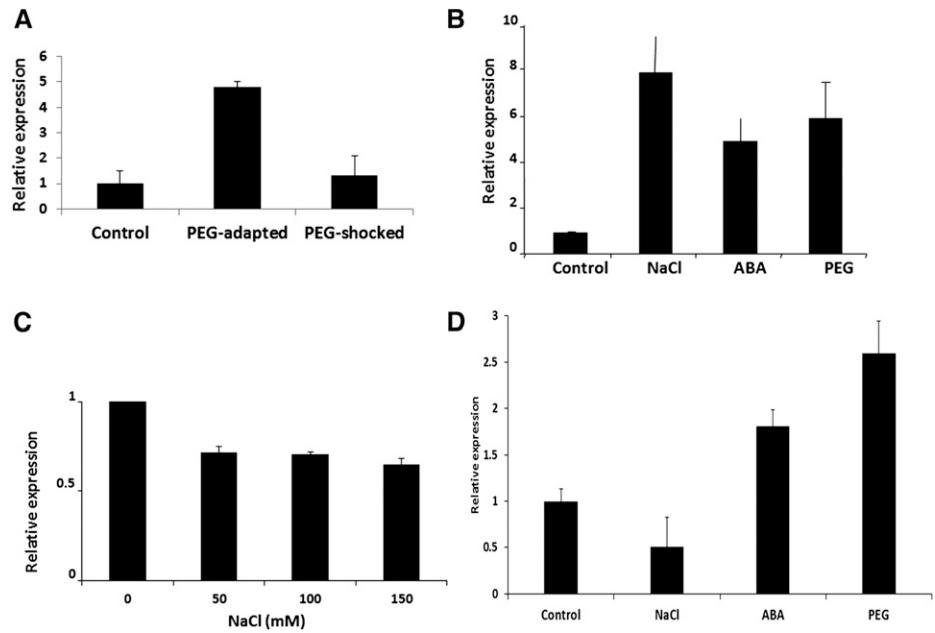 A
Relative expression
6
5
4
3
2
1
0
Control PEG-adapted PEG-shocked
B
Relative expression
10
8
6
4
2
0
Control NaCl ABA PEG
C
Relative expression
1
0.5
0
0 50 100 150
NaCl (mM)
D
Relative expression
3
2.5
2
1.5
1
0.5
0
Control NaCl ABA PEG